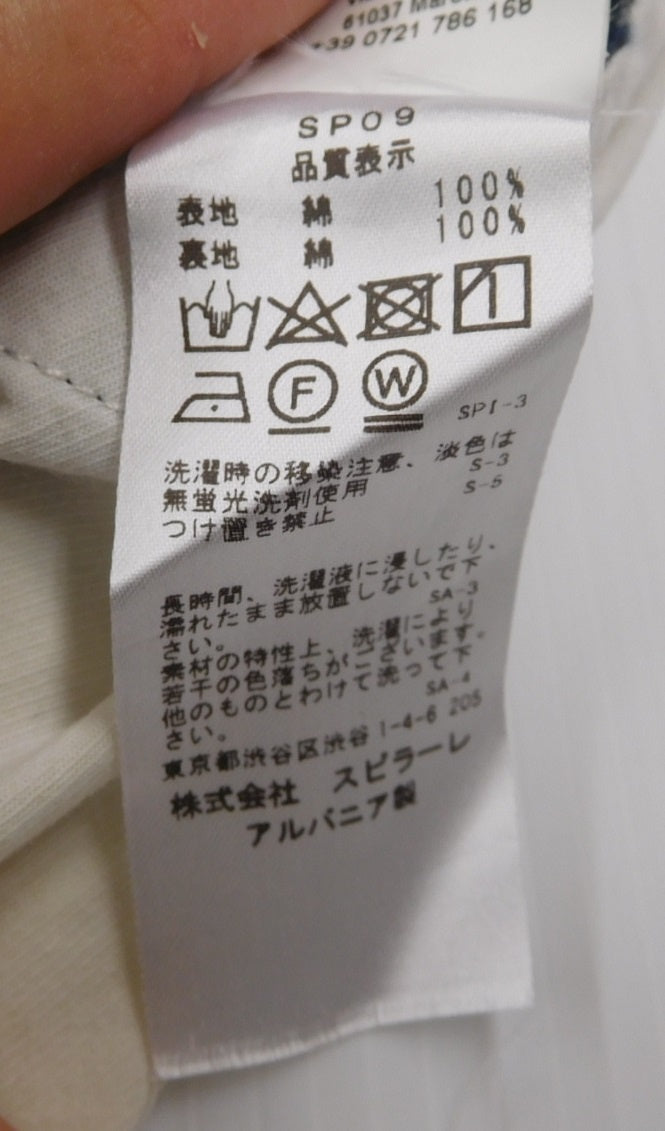 61037
+39 0721 786 168
SP09
品質表示
表地 綿 100%
裏地 綿 100%
F W
SPI-3
洗濯時の移染注意、淡色は
S-3
無蛍光洗剤使用
S-5
つけ置き禁止
長時間、洗濯液に浸したり、
濡れたまま放置しないで下
さい。
SA-3
素材の特性上、洗濯により
若干の色落ちがございます。
他のものとわけて洗って下
さい。
SA-4
東京都渋谷区渋谷 1-4-6 205
株式会社 スピラーレ
アルバニア製